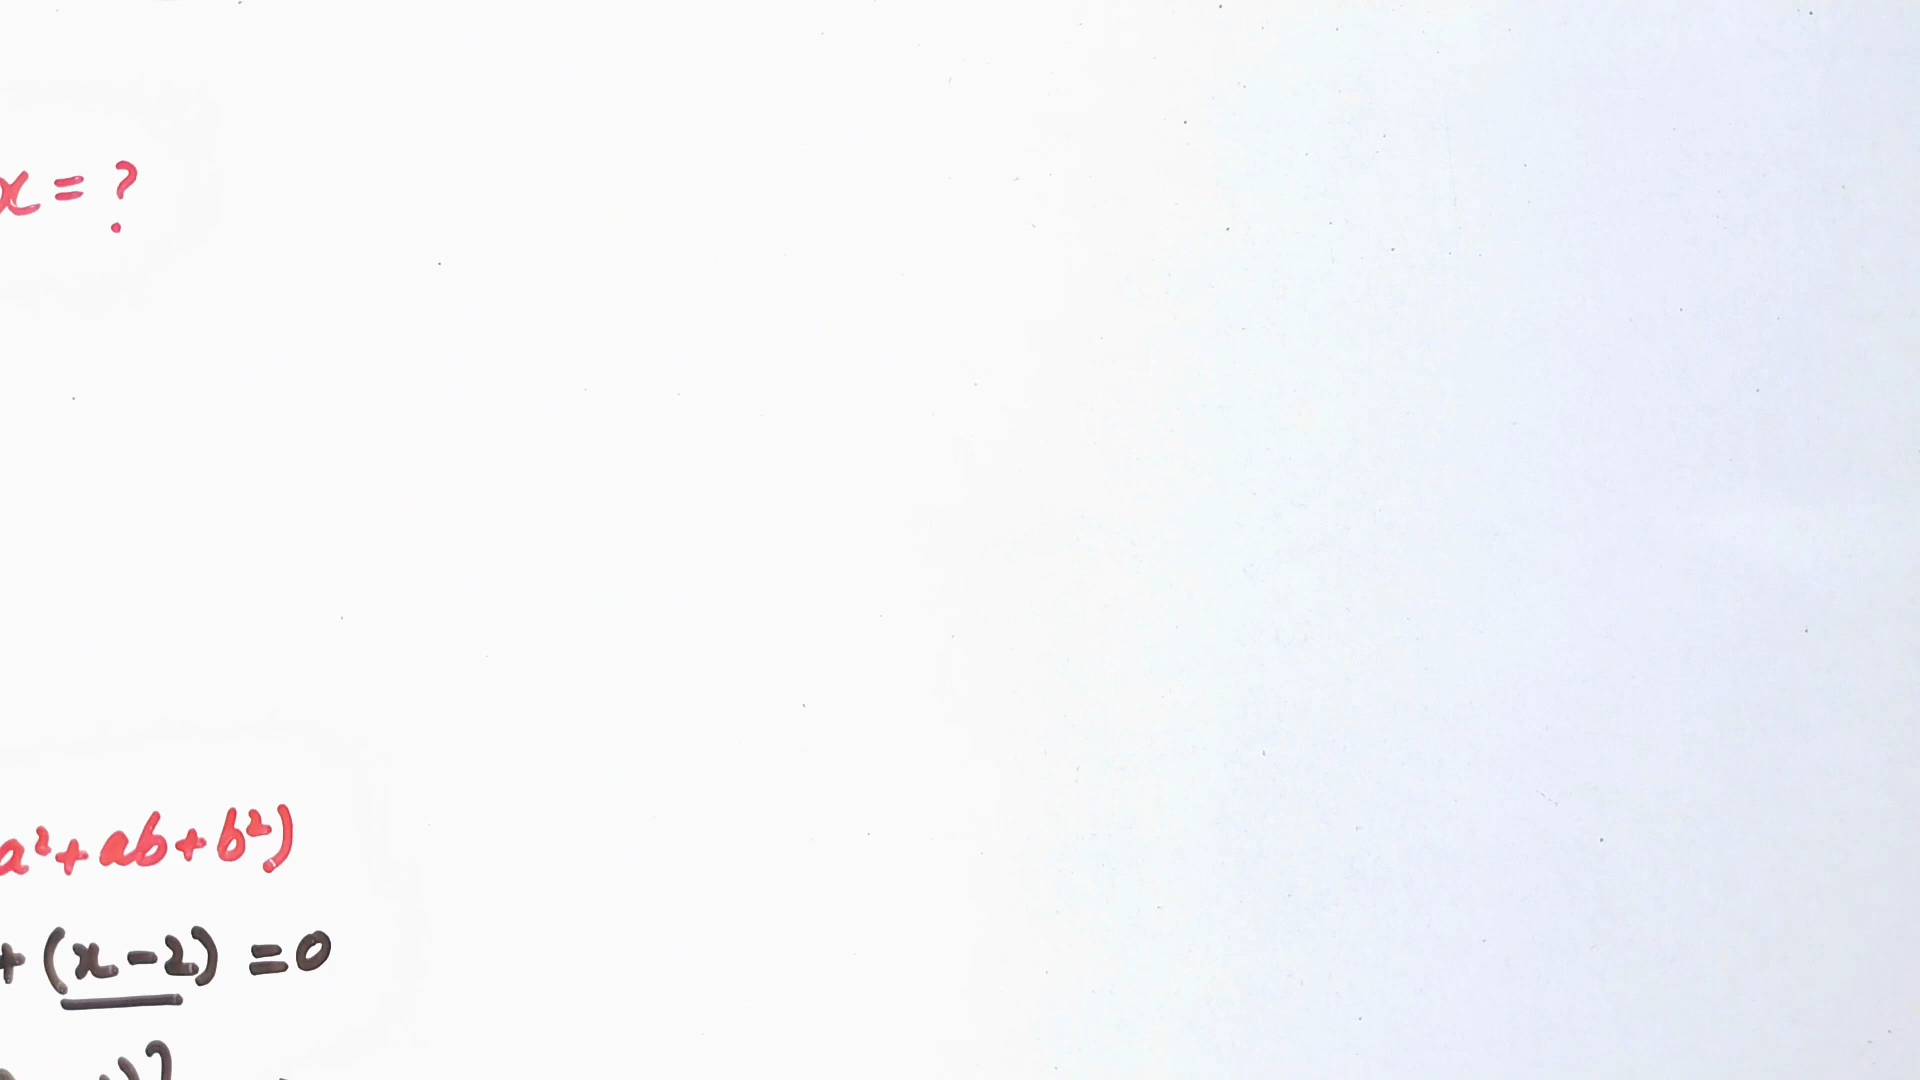 x = ?
a²+ab+b²)
+ (x-2) =0